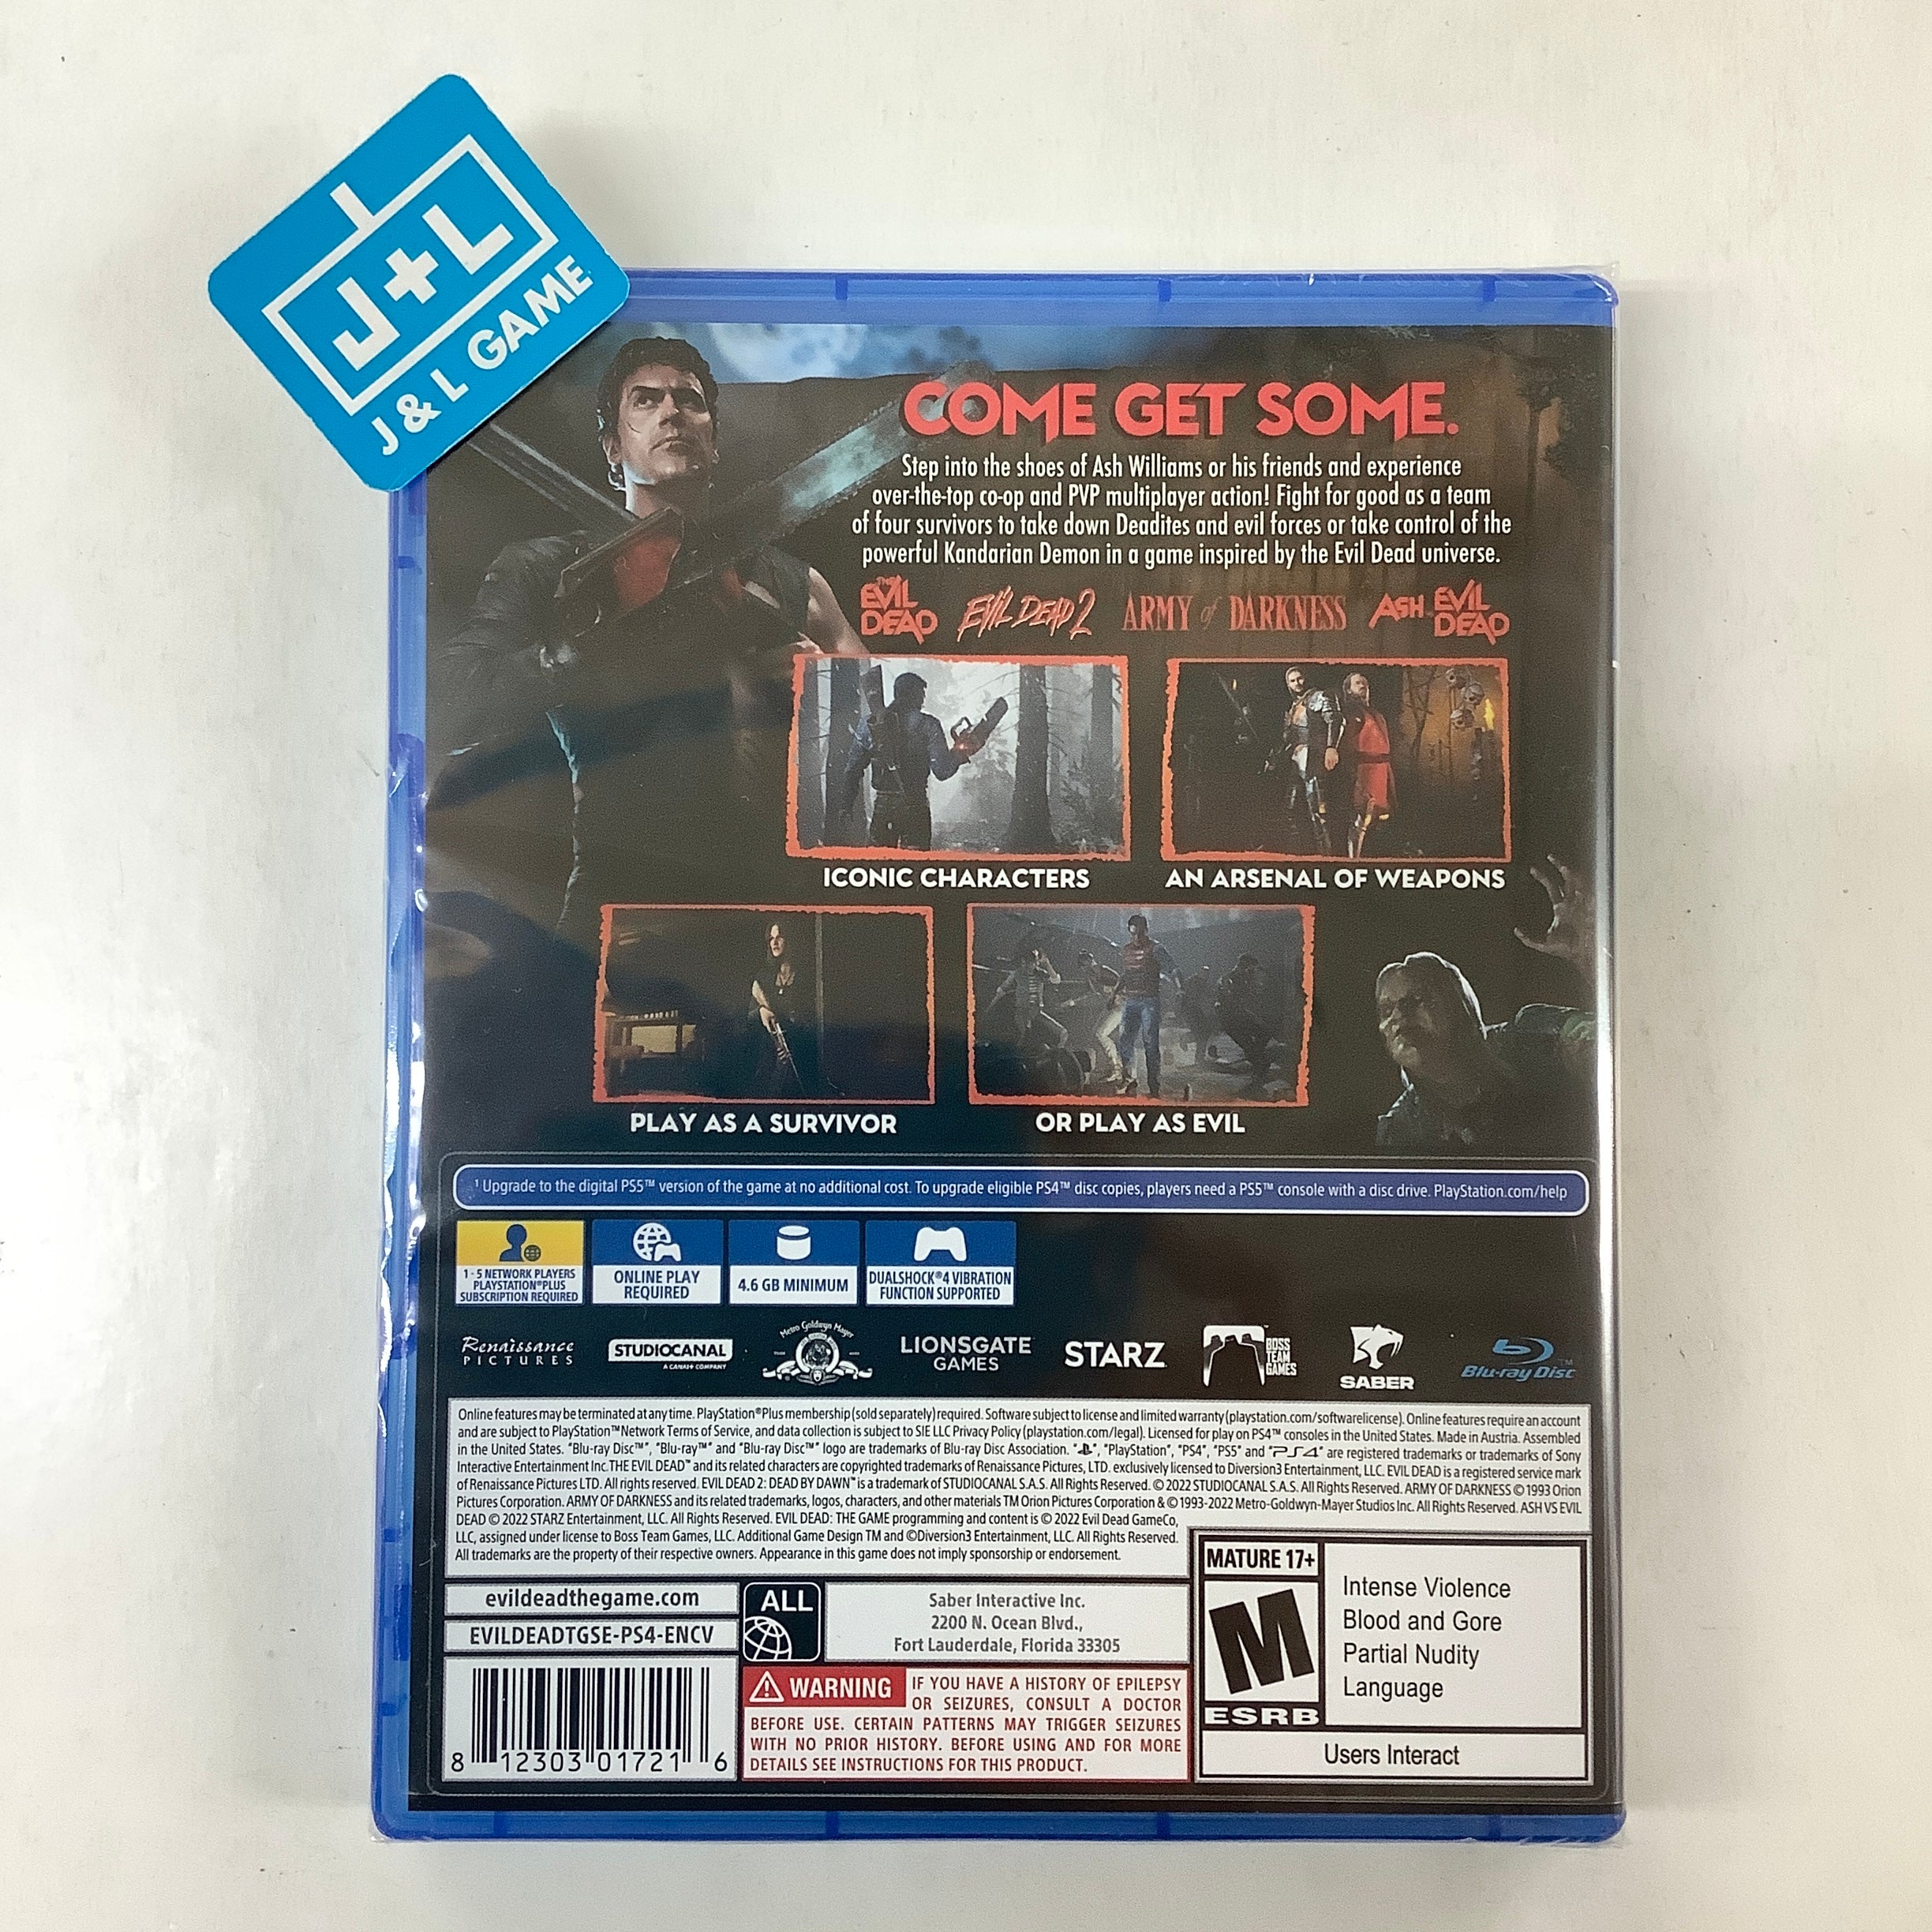 J+L
J & L GAME
COME GET SOME.
Step into the shoes of Ash Williams or his friends and experience
over-the-top co-op and PVP multiplayer action! Fight for good as a team
of four survivors to take down Deadites and evil forces or take control of the
powerful Kandarian Demon in a game inspired by the Evil Dead universe.
THE EVIL DEAD
EVIL DEAD 2
ARMY of DARKNESS
ASH EVIL DEAD
ICONIC CHARACTERS
AN ARSENAL OF WEAPONS
PLAY AS A SURVIVOR
OR PLAY AS EVIL
¹ Upgrade to the digital PS5™ version of the game at no additional cost. To upgrade eligible PS4™ disc copies, players need a PS5™ console with a disc drive. PlayStation.com/help
1 - 5 NETWORK PLAYERS
PLAYSTATION®PLUS
SUBSCRIPTION REQUIRED
ONLINE PLAY
REQUIRED
4.6 GB MINIMUM
DUALSHOCK®4 VIBRATION
FUNCTION SUPPORTED
Renaissance
PICTURES
STUDIOCANAL
A CANAL+ COMPANY
Metro Goldwyn Mayer
LIONSGATE
GAMES
STARZ
BOSS
TEAM
GAMES
SABER
Blu-ray Disc™
Online features may be terminated at any time. PlayStation®Plus membership (sold separately) required. Software subject to license and limited warranty (playstation.com/softwarelicense). Online features require an account
and are subject to PlayStation™Network Terms of Service, and data collection is subject to SIE LLC Privacy Policy (playstation.com/legal). Licensed for play on PS4™ consoles in the United States. Made in Austria. Assembled
in the United States. "Blu-ray Disc™", "Blu-ray™" and "Blu-ray Disc™" logo are trademarks of Blu-ray Disc Association. "", "PlayStation", "PS4", "PS5" and "PS4" are registered trademarks or trademarks of Sony
Interactive Entertainment Inc.THE EVIL DEAD™ and its related characters are copyrighted trademarks of Renaissance Pictures, LTD. exclusively licensed to Diversion3 Entertainment, LLC. EVIL DEAD is a registered service mark
of Renaissance Pictures LTD. All rights reserved. EVIL DEAD 2: DEAD BY DAWN™ is a trademark of STUDIOCANAL S.A.S. All Rights Reserved. © 2022 STUDIOCANAL S.A.S. All Rights Reserved. ARMY OF DARKNESS © 1993 Orion
Pictures Corporation. ARMY OF DARKNESS and its related trademarks, logos, characters, and other materials TM Orion Pictures Corporation & © 1993-2022 Metro-Goldwyn-Mayer Studios Inc. All Rights Reserved. ASH VS EVIL
DEAD © 2022 STARZ Entertainment, LLC. All Rights Reserved. EVIL DEAD: THE GAME programming and content is © 2022 Evil Dead GameCo,
LLC, assigned under license to Boss Team Games, LLC. Additional Game Design TM and ©Diversion3 Entertainment, LLC. All Rights Reserved.
All trademarks are the property of their respective owners. Appearance in this game does not imply sponsorship or endorsement.
evildeadthegame.com
EVILDEADTGSE-PS4-ENCV
ALL
Saber Interactive Inc.
2200 N. Ocean Blvd.,
Fort Lauderdale, Florida 33305
WARNING IF YOU HAVE A HISTORY OF EPILEPSY
OR SEIZURES, CONSULT A DOCTOR
BEFORE USE. CERTAIN PATTERNS MAY TRIGGER SEIZURES
WITH NO PRIOR HISTORY. BEFORE USING AND FOR MORE
DETAILS SEE INSTRUCTIONS FOR THIS PRODUCT.
8 12303 01721 6
MATURE 17+
M
ESRB
Intense Violence
Blood and Gore
Partial Nudity
Language
Users Interact